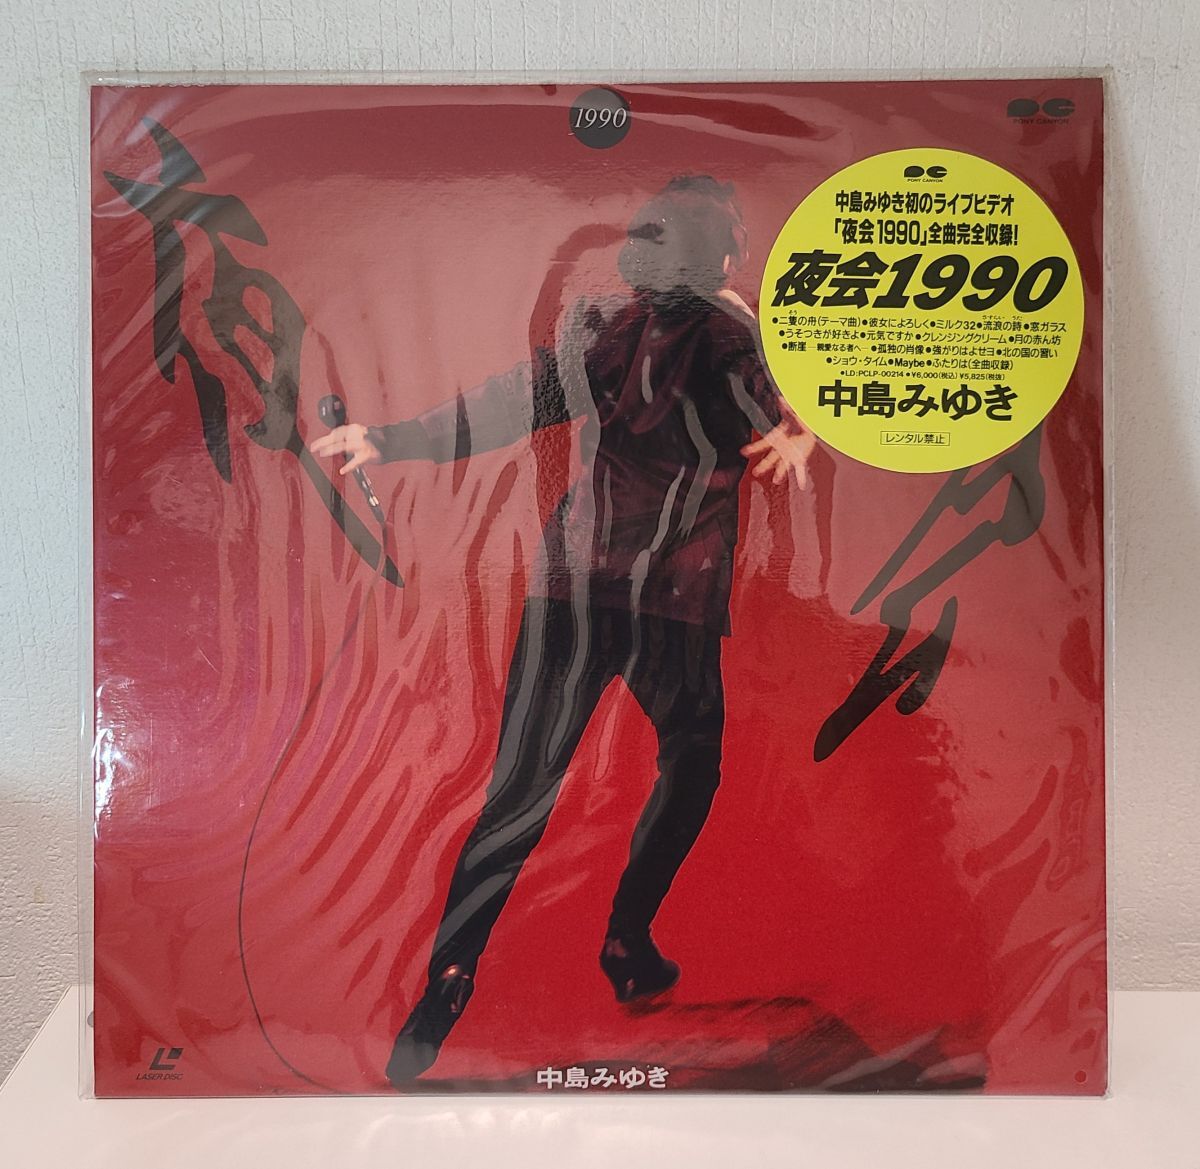 1990
PONY CANYON
夜会
PONY CANYON
中島みゆき初のライブビデオ
「夜会1990」全曲完全収録!
夜会1990
●二隻の舟(テーマ曲)●彼女によろしく●ミルク32●流浪の詩●窓ガラス
●うそつきが好きよ●元気ですか●クレンジングクリーム●月の赤ん坊
●断崖―親愛なる者へ―●孤独の肖像●強がりはよせヨ●北の国の習い
●ショウ・タイム●Maybe●ふたりは(全曲収録)
●LD:PCLP-00214●¥6,000(税込)¥5,825(税抜)
中島みゆき
レンタル禁止
LASER DISC
中島みゆき